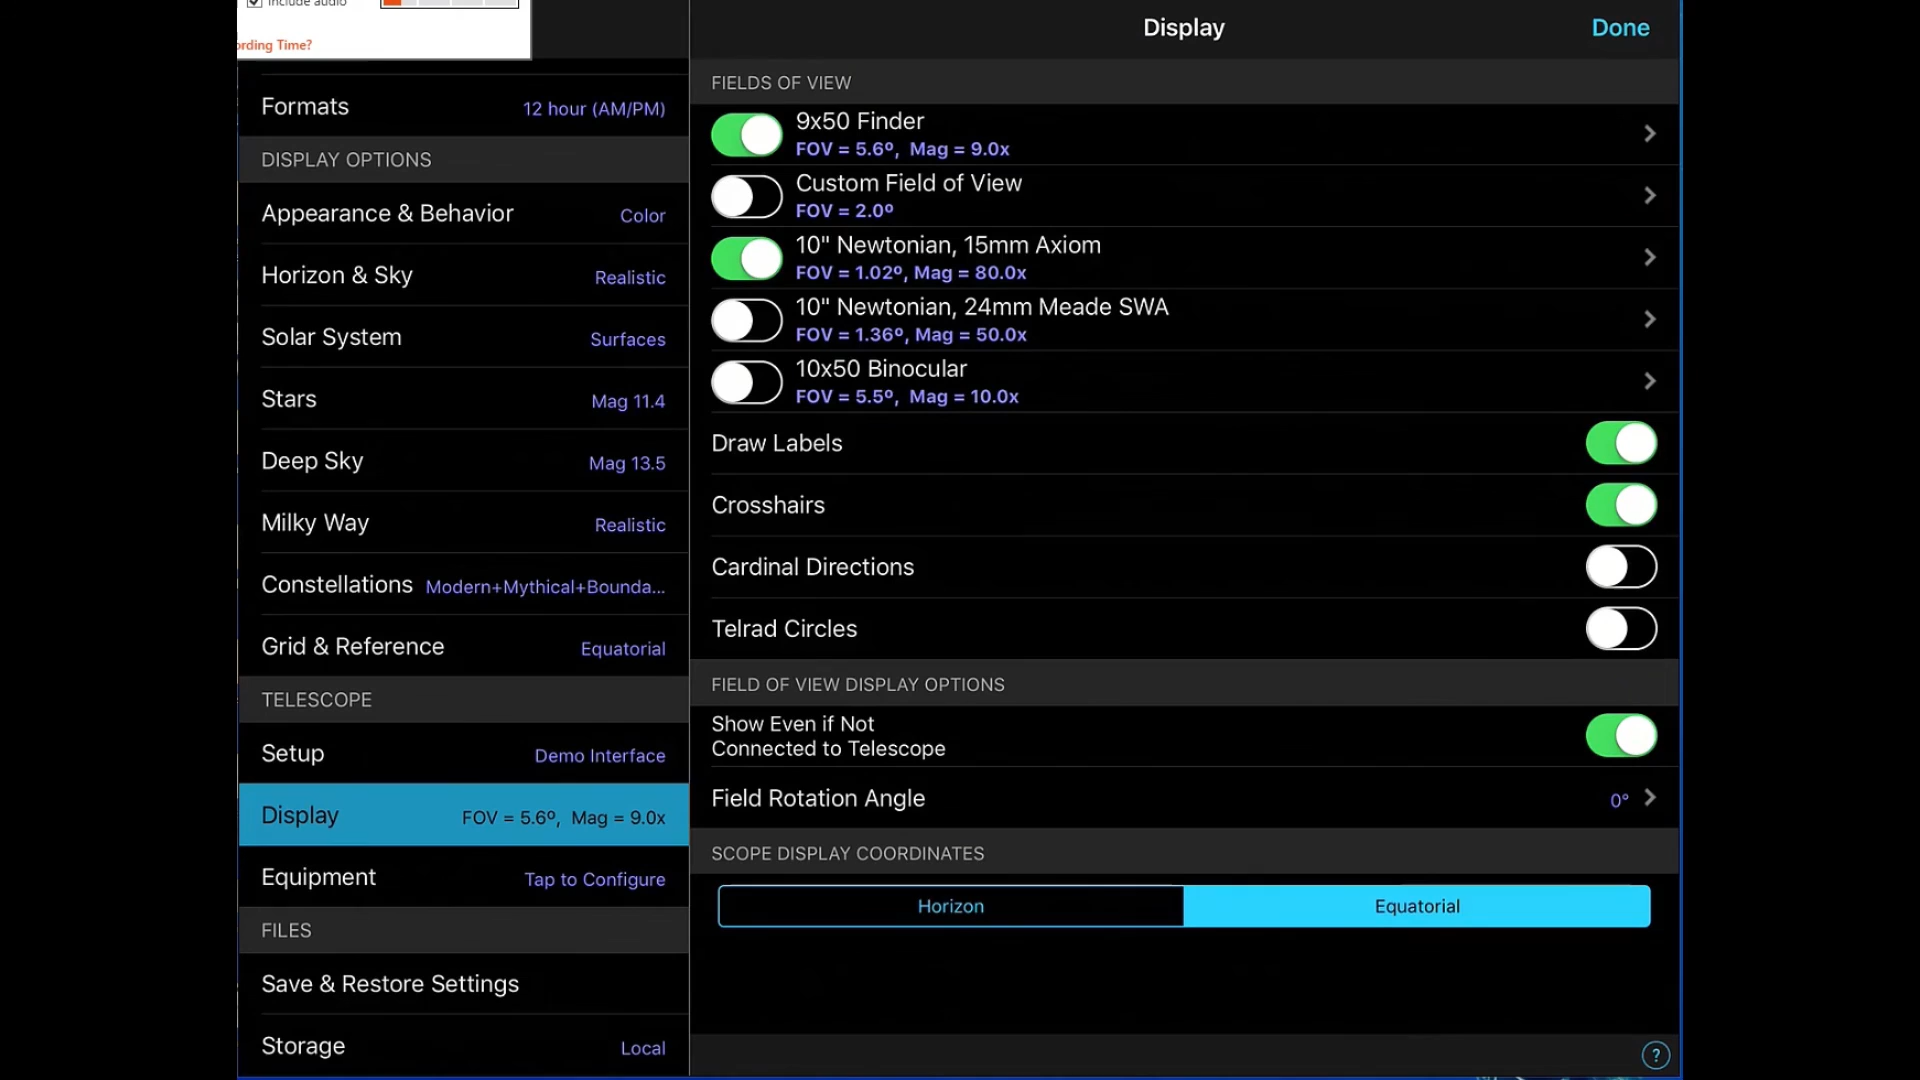 Include audio
ording Time?
Formats 12 hour (AM/PM)
DISPLAY OPTIONS
Appearance & Behavior Color
Horizon & Sky Realistic
Solar System Surfaces
Stars Mag 11.4
Deep Sky Mag 13.5
Milky Way Realistic
Constellations Modern+Mythical+Bounda...
Grid & Reference Equatorial
TELESCOPE
Setup Demo Interface
Display FOV = 5.6º, Mag = 9.0x
Equipment Tap to Configure
FILES
Save & Restore Settings
Storage Local
Display Done
FIELDS OF VIEW
9x50 Finder
FOV = 5.6º, Mag = 9.0x
Custom Field of View
FOV = 2.0º
10" Newtonian, 15mm Axiom
FOV = 1.02º, Mag = 80.0x
10" Newtonian, 24mm Meade SWA
FOV = 1.36º, Mag = 50.0x
10x50 Binocular
FOV = 5.5º, Mag = 10.0x
Draw Labels
Crosshairs
Cardinal Directions
Telrad Circles
FIELD OF VIEW DISPLAY OPTIONS
Show Even if Not
Connected to Telescope
Field Rotation Angle 0°
SCOPE DISPLAY COORDINATES
Horizon Equatorial
?